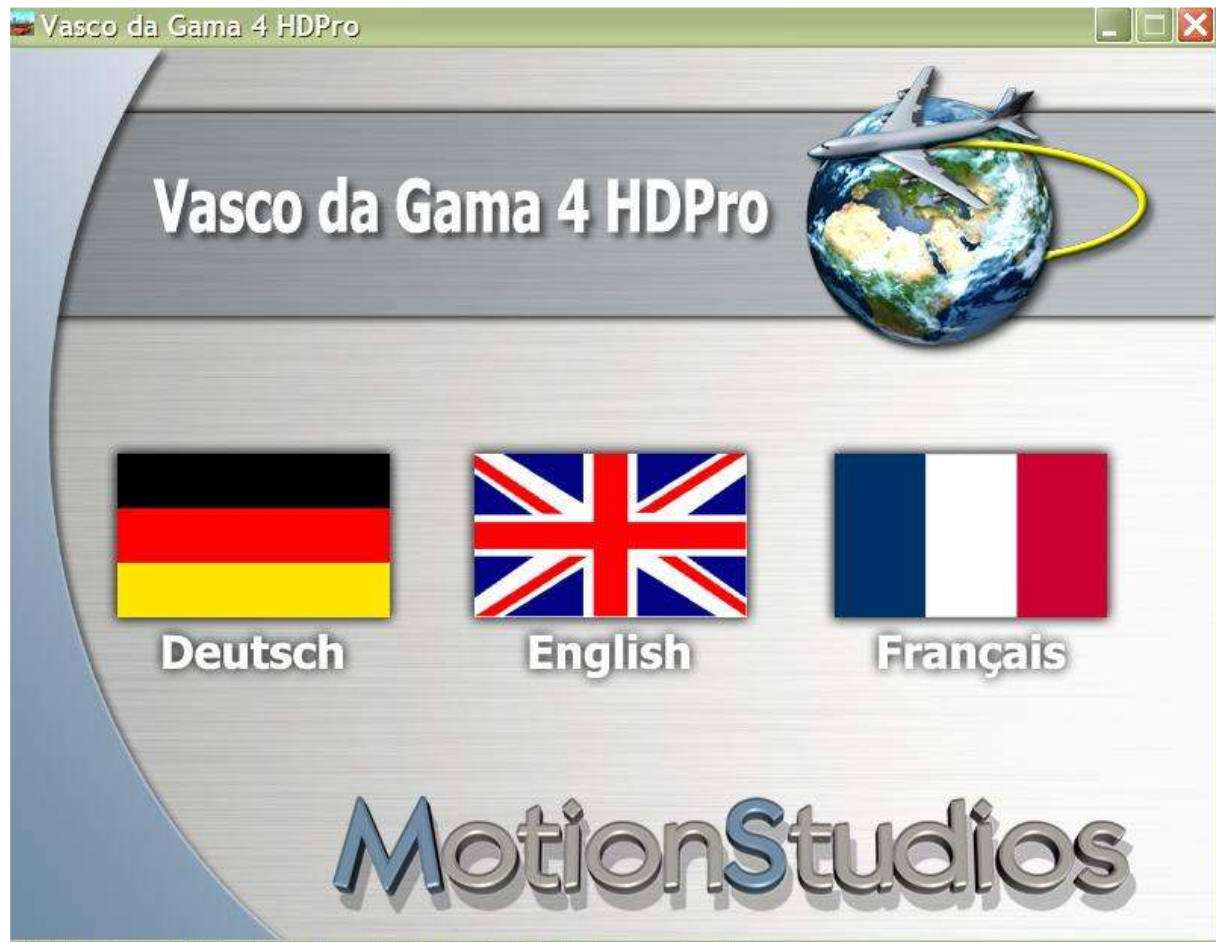 Vasco da Gama 4 HDPro
Vasco da Gama 4 HDPro
Deutsch
English
Français
MotionStudios